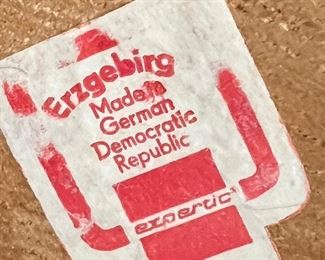 Erzgebirg
Made in
German
Democratic
Republic
expertic